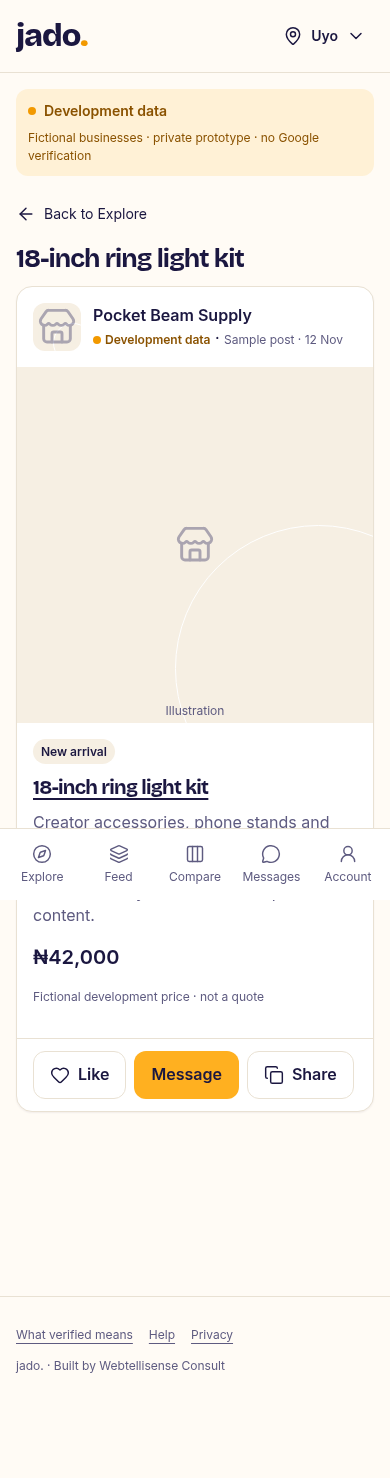 jado.
Uyo
Development data
Fictional businesses · private prototype · no Google
verification
Back to Explore
18-inch ring light kit
Pocket Beam Supply
Development data · Sample post · 12 Nov
Illustration
New arrival
18-inch ring light kit
Creator accessories, phone stands and
Explore
Feed
Compare
Messages
Account
content.
₦42,000
Fictional development price · not a quote
Like
Message
Share
What verified means
Help
Privacy
jado. · Built by Webtellisense Consult